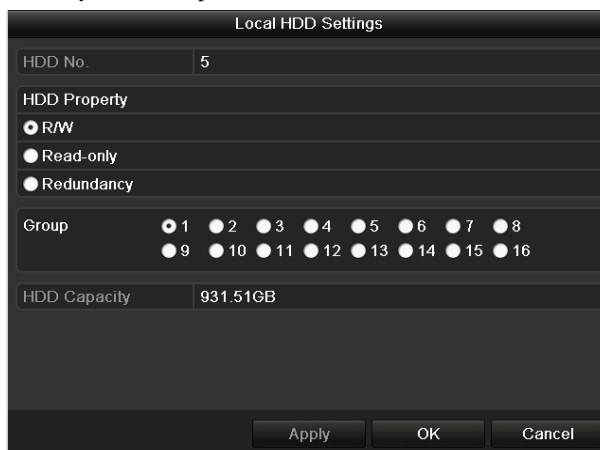 Local HDD Settings
HDD No. 5
HDD Property
R/W
Read-only
Redundancy
Group 1 2 3 4 5 6 7 8
9 10 11 12 13 14 15 16
HDD Capacity 931.51GB
Apply OK Cancel